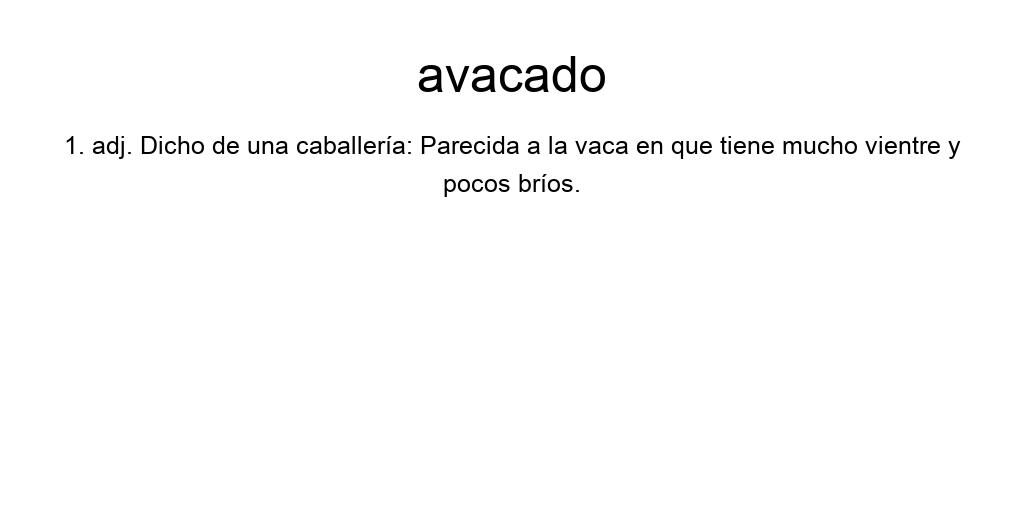 avacado
1. adj. Dicho de una caballería: Parecida a la vaca en que tiene mucho vientre y
pocos bríos.